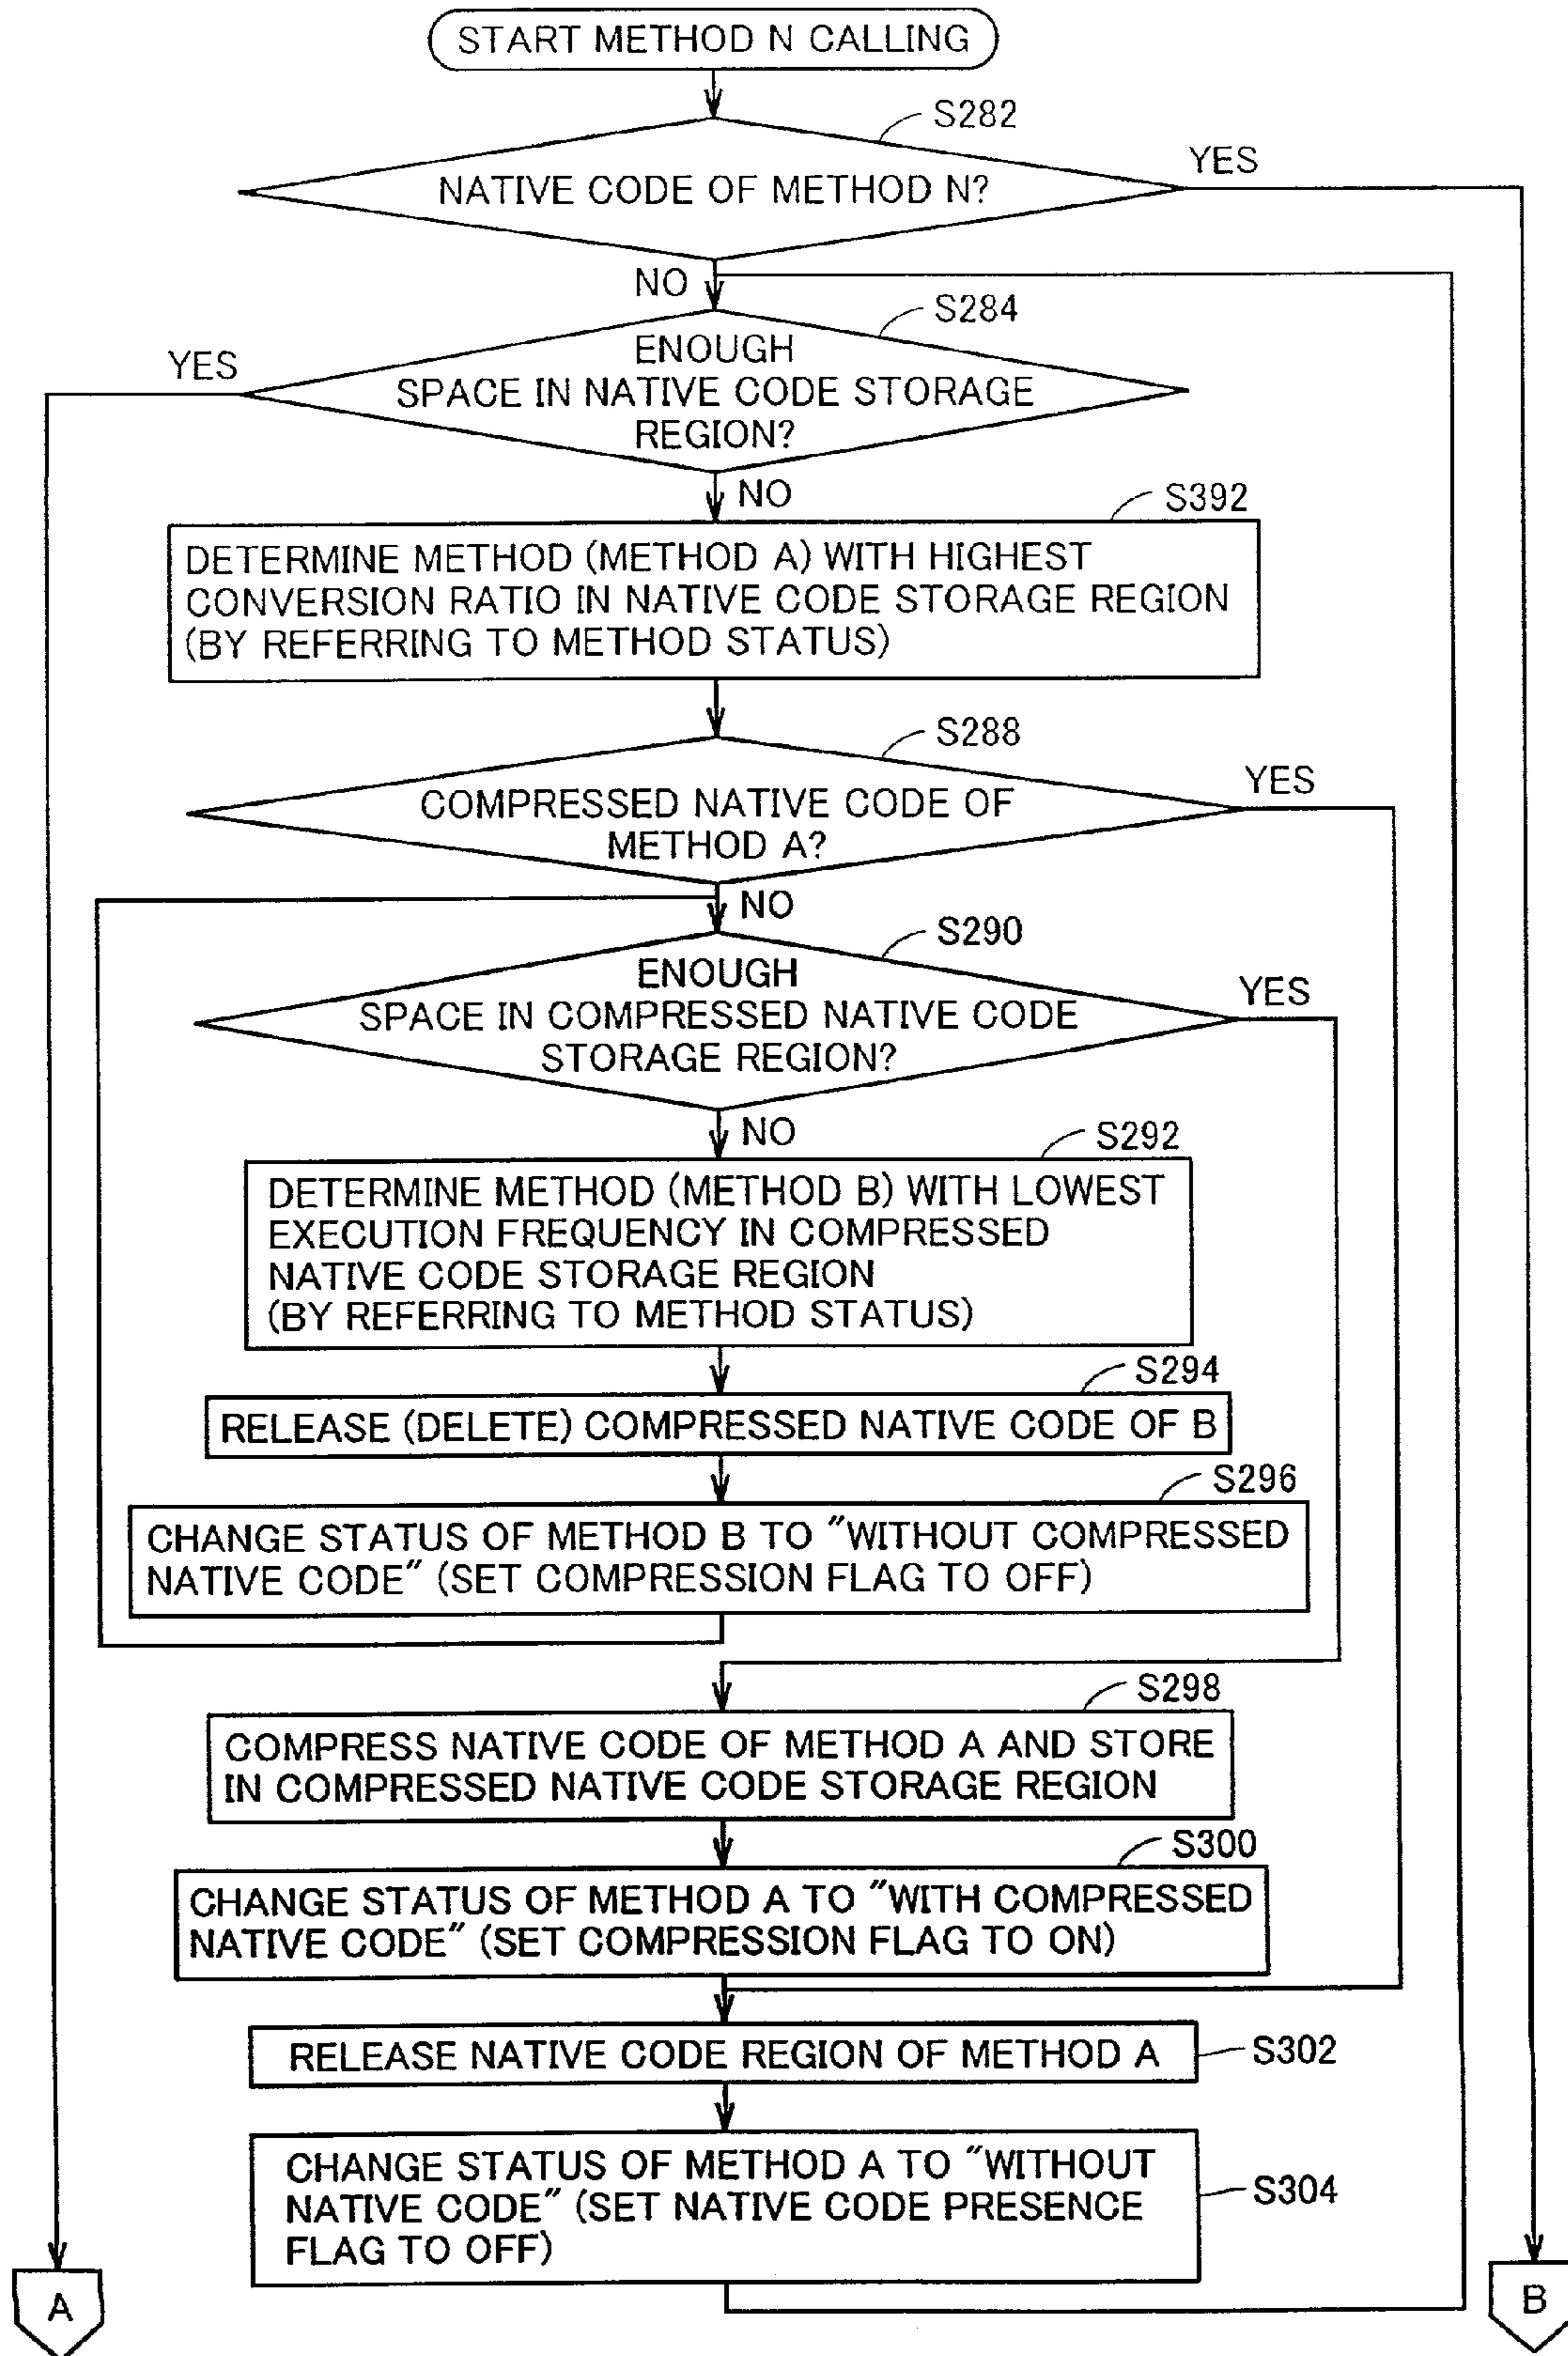 START METHOD N CALLING
S282
NATIVE CODE OF METHOD N?
YES
NO
S284
YES
ENOUGH
SPACE IN NATIVE CODE STORAGE
REGION?
NO
S392
DETERMINE METHOD (METHOD A) WITH HIGHEST
CONVERSION RATIO IN NATIVE CODE STORAGE REGION
(BY REFERRING TO METHOD STATUS)
S288
COMPRESSED NATIVE CODE OF
METHOD A?
YES
NO
S290
ENOUGH
SPACE IN COMPRESSED NATIVE CODE
STORAGE REGION?
YES
NO
S292
DETERMINE METHOD (METHOD B) WITH LOWEST
EXECUTION FREQUENCY IN COMPRESSED
NATIVE CODE STORAGE REGION
(BY REFERRING TO METHOD STATUS)
S294
RELEASE (DELETE) COMPRESSED NATIVE CODE OF B
S296
CHANGE STATUS OF METHOD B TO "WITHOUT COMPRESSED
NATIVE CODE" (SET COMPRESSION FLAG TO OFF)
S298
COMPRESS NATIVE CODE OF METHOD A AND STORE
IN COMPRESSED NATIVE CODE STORAGE REGION
S300
CHANGE STATUS OF METHOD A TO "WITH COMPRESSED
NATIVE CODE" (SET COMPRESSION FLAG TO ON)
RELEASE NATIVE CODE REGION OF METHOD A
S302
CHANGE STATUS OF METHOD A TO "WITHOUT
NATIVE CODE" (SET NATIVE CODE PRESENCE
FLAG TO OFF)
S304
A
B